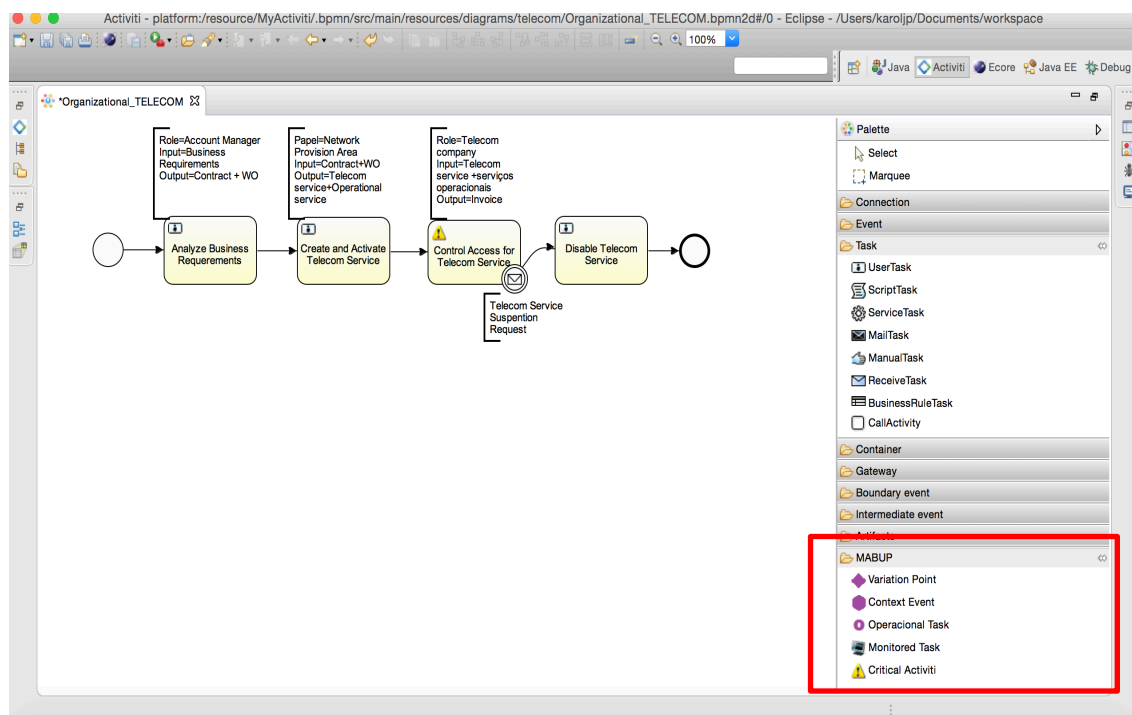 Activiti - platform:/resource/MyActiviti/.bpmn/src/main/resources/diagrams/telecom/Organizational_TELECOM.bpmn2d#/0 - Eclipse - /Users/karoljp/Documents/workspace
100%
Java
Activiti
Ecore
Java EE
Debug
*Organizational_TELECOM
Role=Account Manager
Input=Business
Requirements
Output=Contract + WO
Papel=Network
Provision Area
Input=Contract+WO
Output=Telecom
service+Operational
service
Role=Telecom
company
Input=Telecom
service +serviços
operacionais
Output=Invoice
Analyze Business
Requerements
Create and Activate
Telecom Service
Control Access for
Telecom Service
Disable Telecom
Service
Telecom Service
Suspention
Request
Palette
Select
Marquee
Connection
Event
Task
UserTask
ScriptTask
ServiceTask
MailTask
ManualTask
ReceiveTask
BusinessRuleTask
CallActivity
Container
Gateway
Boundary event
Intermediate event
Artifacts
MABUP
Variation Point
Context Event
Operacional Task
Monitored Task
Critical Activiti